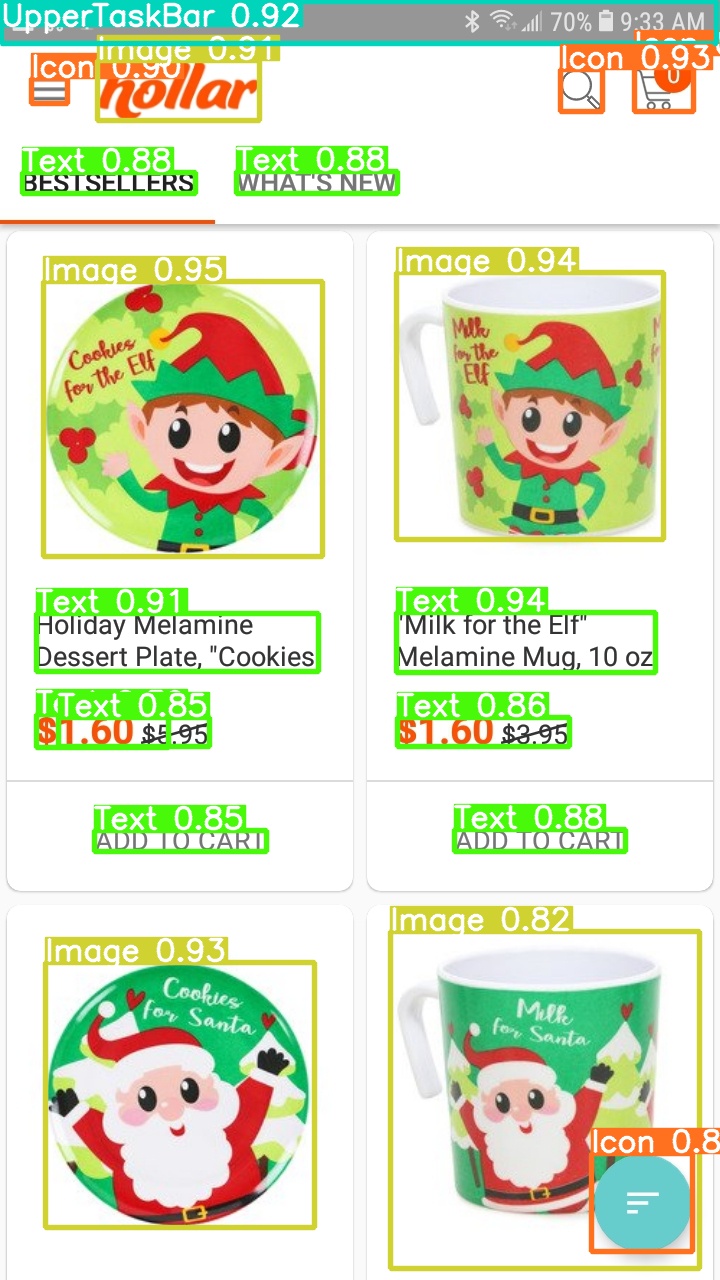 UpperTaskBar 0.92
70% 9:33 AM
Image 0.91
Icon 0.90
Icon 0.93
Icon
hollar
0
Text 0.88
Text 0.88
BESTSELLERS
WHAT'S NEW
Image 0.95
Image 0.94
Cookies
for the Elf
Milk
for the
Elf
Text 0.91
Text 0.94
Holiday Melamine
Dessert Plate, "Cookies
"Milk for the Elf"
Melamine Mug, 10 oz
Text 0.85
Text 0.86
$1.60 $5.95
$1.60 $3.95
Text 0.85
Text 0.88
ADD TO CART
ADD TO CART
Image 0.93
Image 0.82
Cookies
for Santa
Milk
for Santa
Icon 0.8